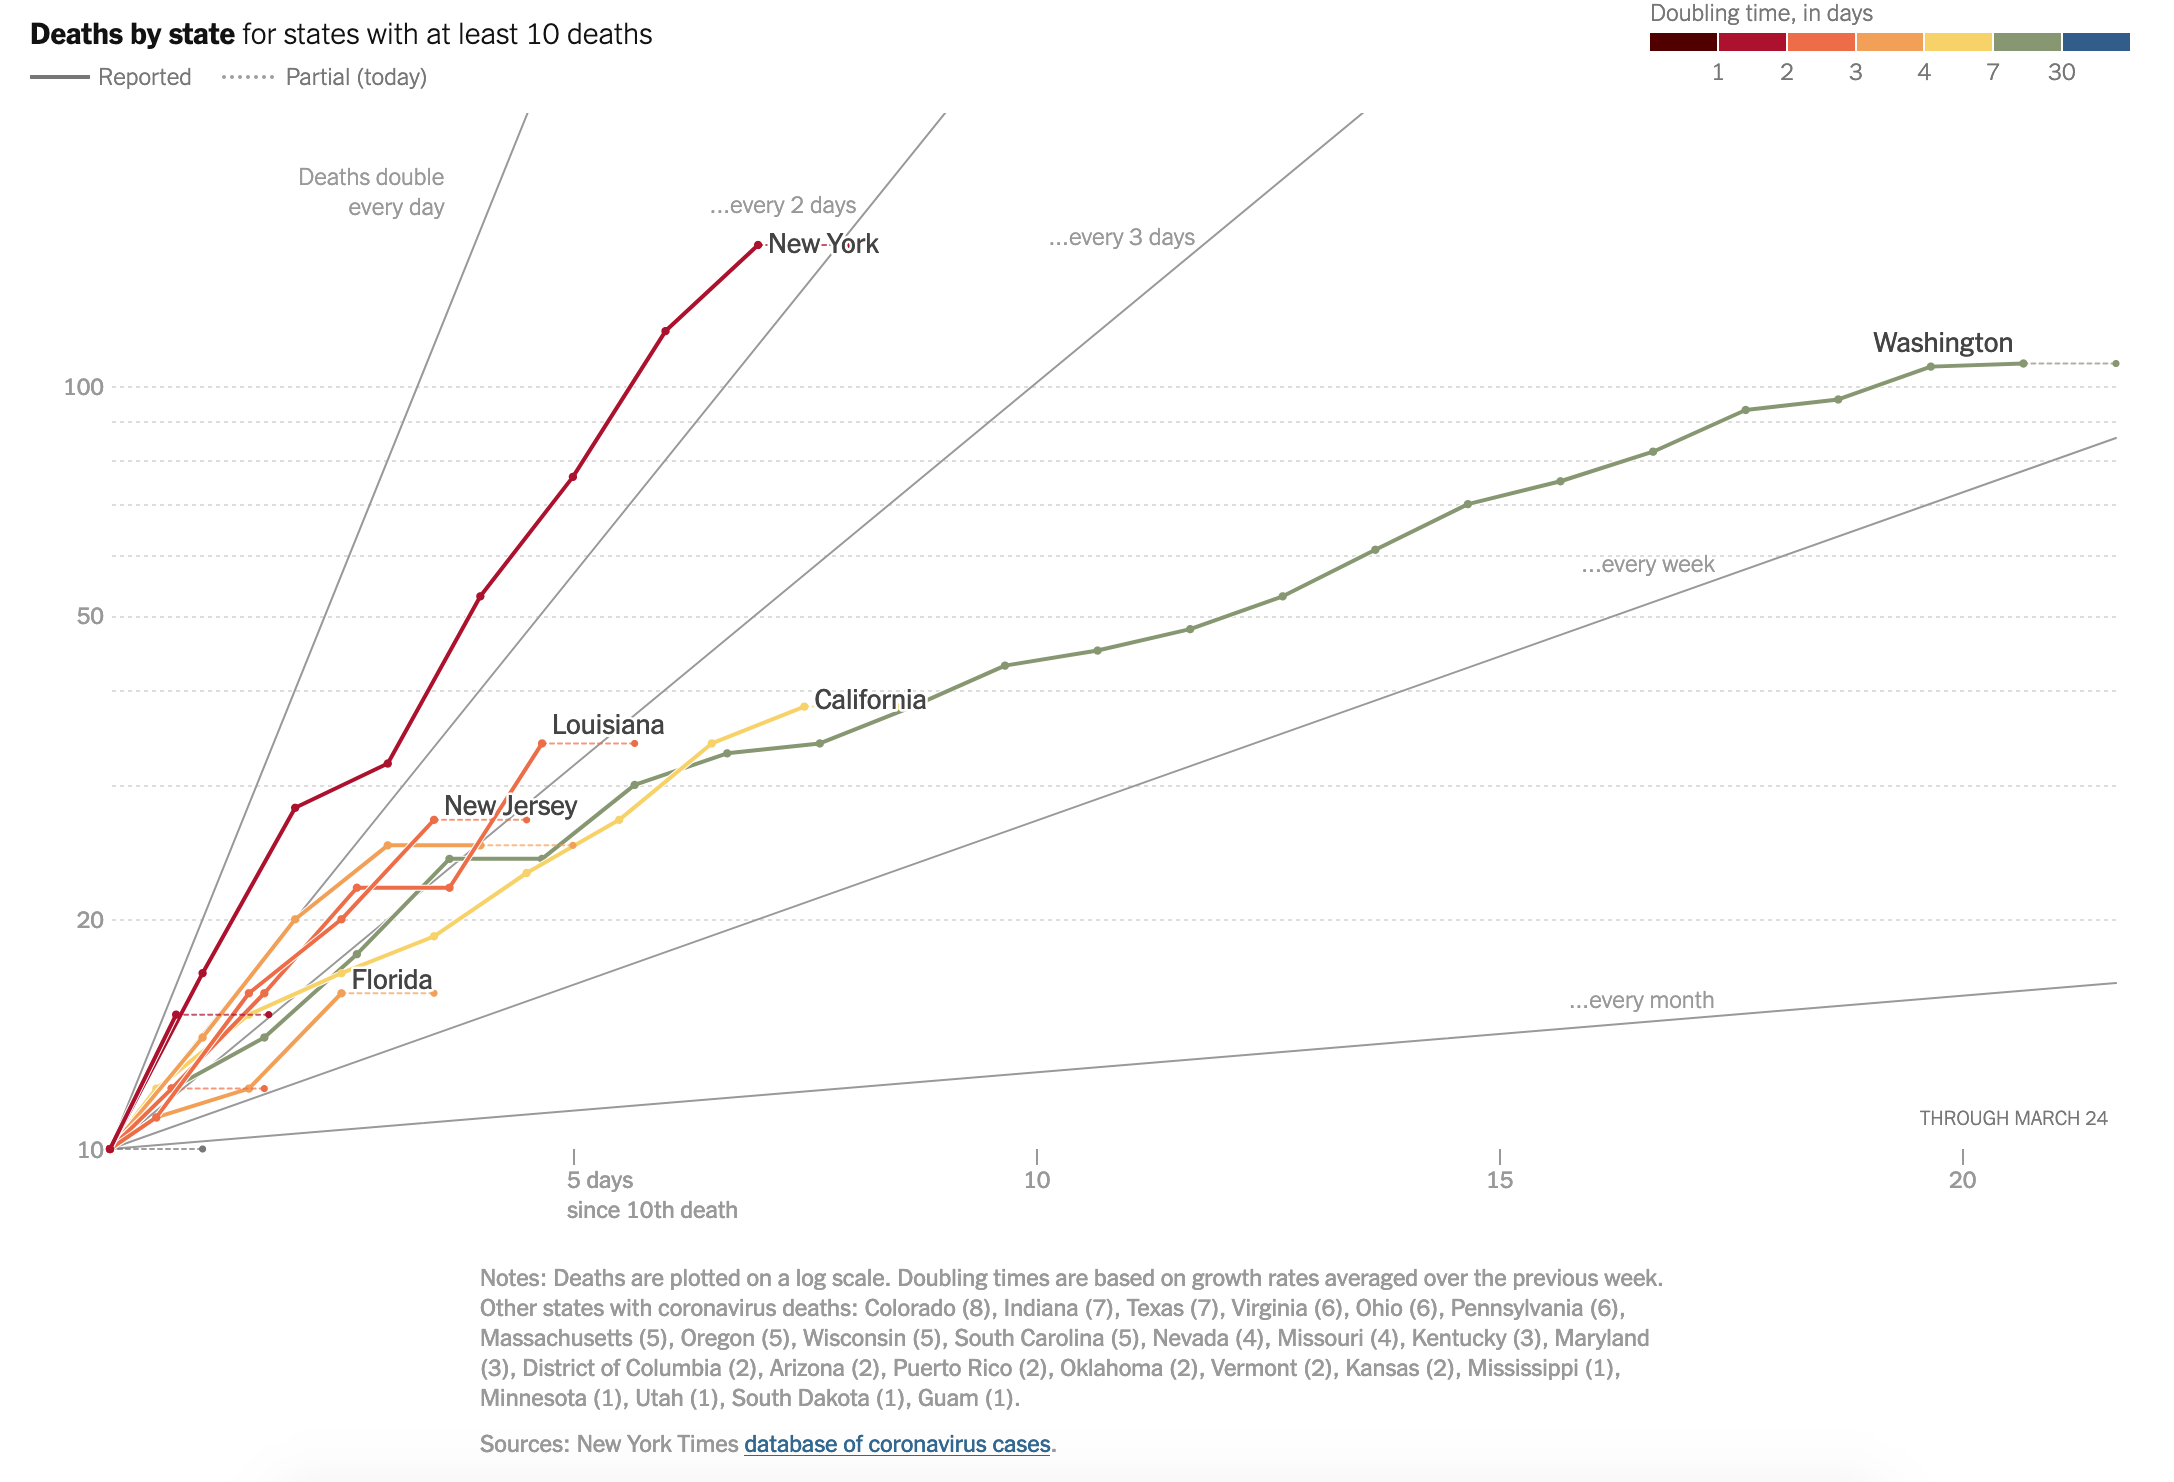 Deaths by state for states with at least 10 deaths
Reported
Partial (today)
Doubling time, in days
1 2 3 4 7 30
Deaths double
every day
...every 2 days
...every 3 days
New York
Washington
100
...every week
50
California
Louisiana
New Jersey
20
Florida
...every month
THROUGH MARCH 24
10
5 days
since 10th death
10
15
20
Notes: Deaths are plotted on a log scale. Doubling times are based on growth rates averaged over the previous week.
Other states with coronavirus deaths: Colorado (8), Indiana (7), Texas (7), Virginia (6), Ohio (6), Pennsylvania (6),
Massachusetts (5), Oregon (5), Wisconsin (5), South Carolina (5), Nevada (4), Missouri (4), Kentucky (3), Maryland
(3), District of Columbia (2), Arizona (2), Puerto Rico (2), Oklahoma (2), Vermont (2), Kansas (2), Mississippi (1),
Minnesota (1), Utah (1), South Dakota (1), Guam (1).
Sources: New York Times database of coronavirus cases.